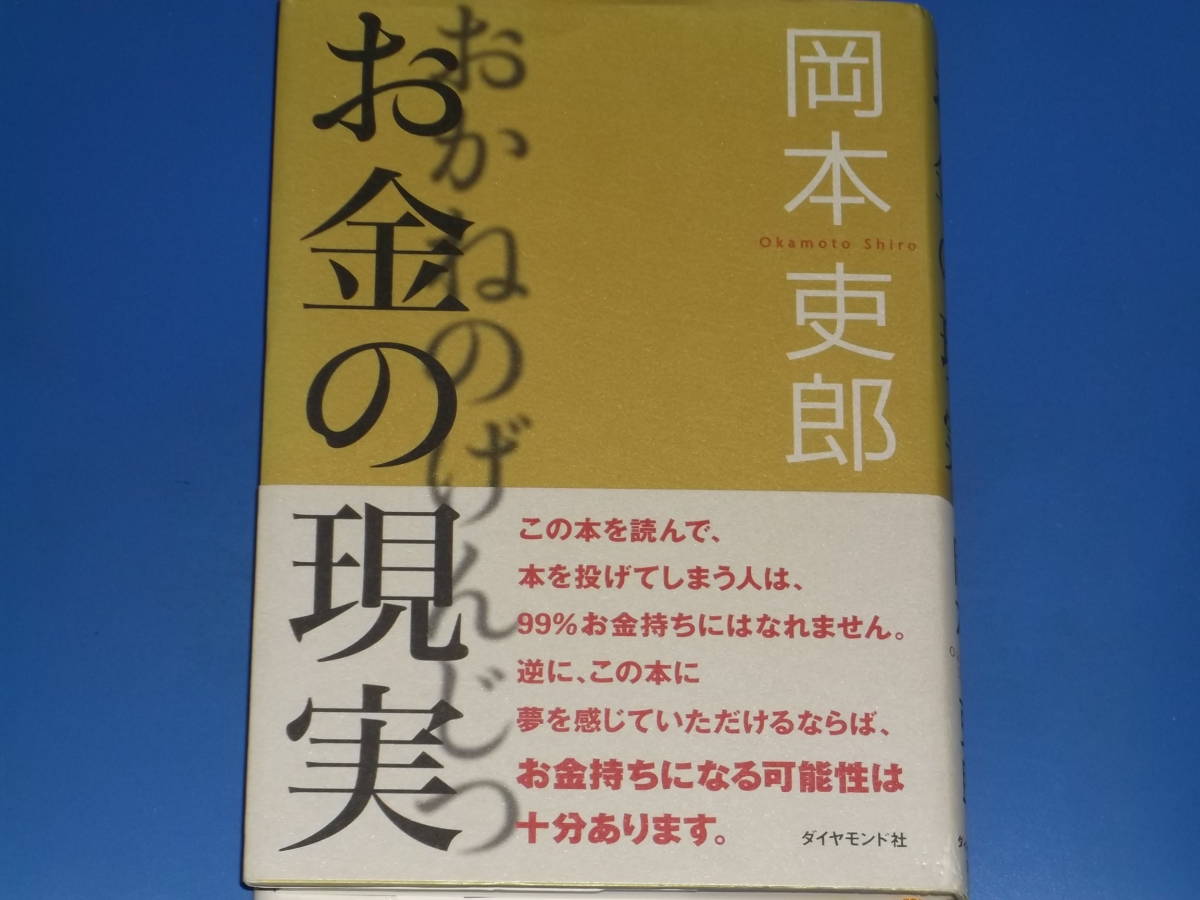 お金の現実
おかねのげんじつ
岡本吏郎
Okamoto Shiro
この本を読んで、
本を投げてしまう人は、
99%お金持ちにはなれません。
逆に、この本に
夢を感じていただけるならば、
お金持ちになる可能性は
十分あります。
ダイヤモンド社